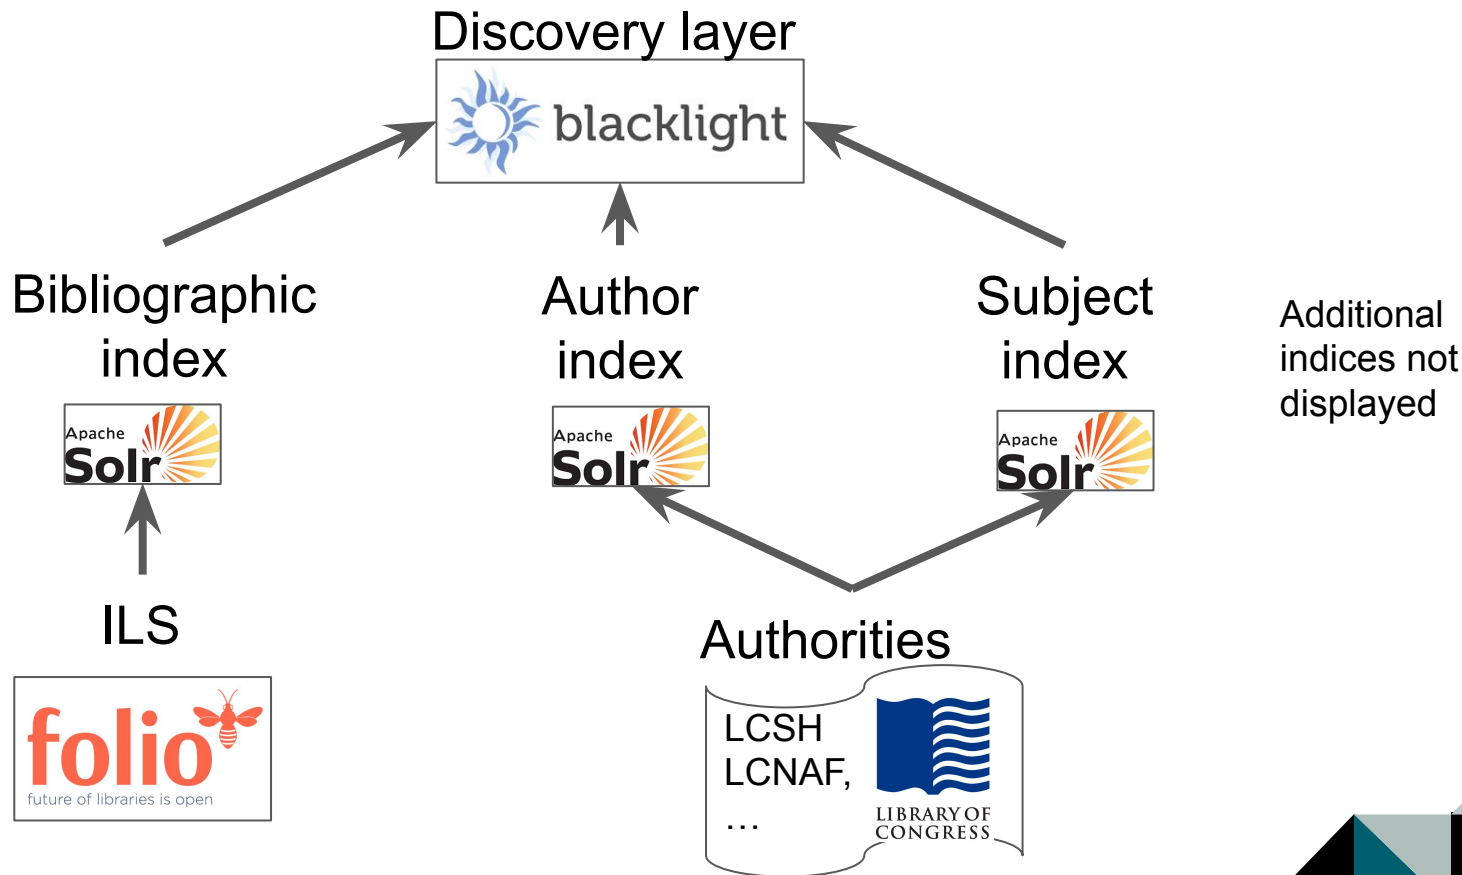 Discovery layer
blacklight
Bibliographic
index
Author
index
Subject
index
Additional
indices not
displayed
Apache
Solr
Apache
Solr
Apache
Solr
ILS
folio
future of libraries is open
Authorities
LCSH
LCNAF,
…
LIBRARY OF
CONGRESS